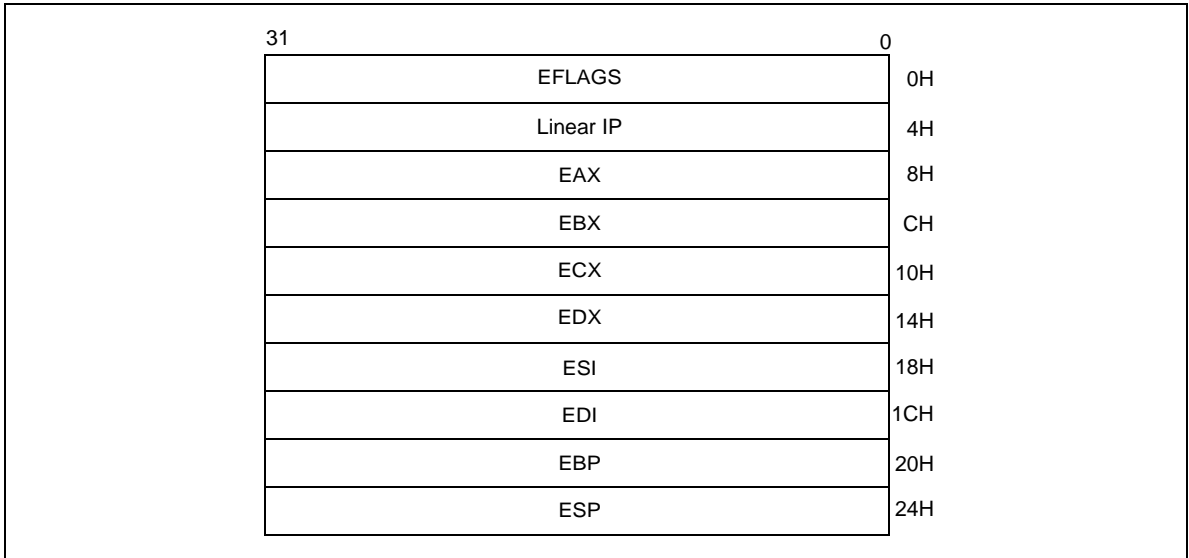 31 0
EFLAGS 0H
Linear IP 4H
EAX 8H
EBX CH
ECX 10H
EDX 14H
ESI 18H
EDI 1CH
EBP 20H
ESP 24H